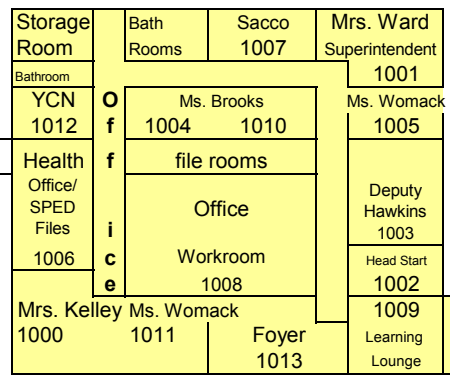 Storage
Room
Bath
Rooms
Sacco
1007
Mrs. Ward
Superintendent
1001
Bathroom
YCN
1012
O
f
f
i
c
e
Ms. Brooks
1004 1010
Ms. Womack
1005
Health
Office/
SPED
Files
1006
file rooms
Office
Workroom
1008
Deputy
Hawkins
1003
Head Start
1002
Mrs. Kelley Ms. Womack
1000 1011
Foyer
1013
1009
Learning
Lounge